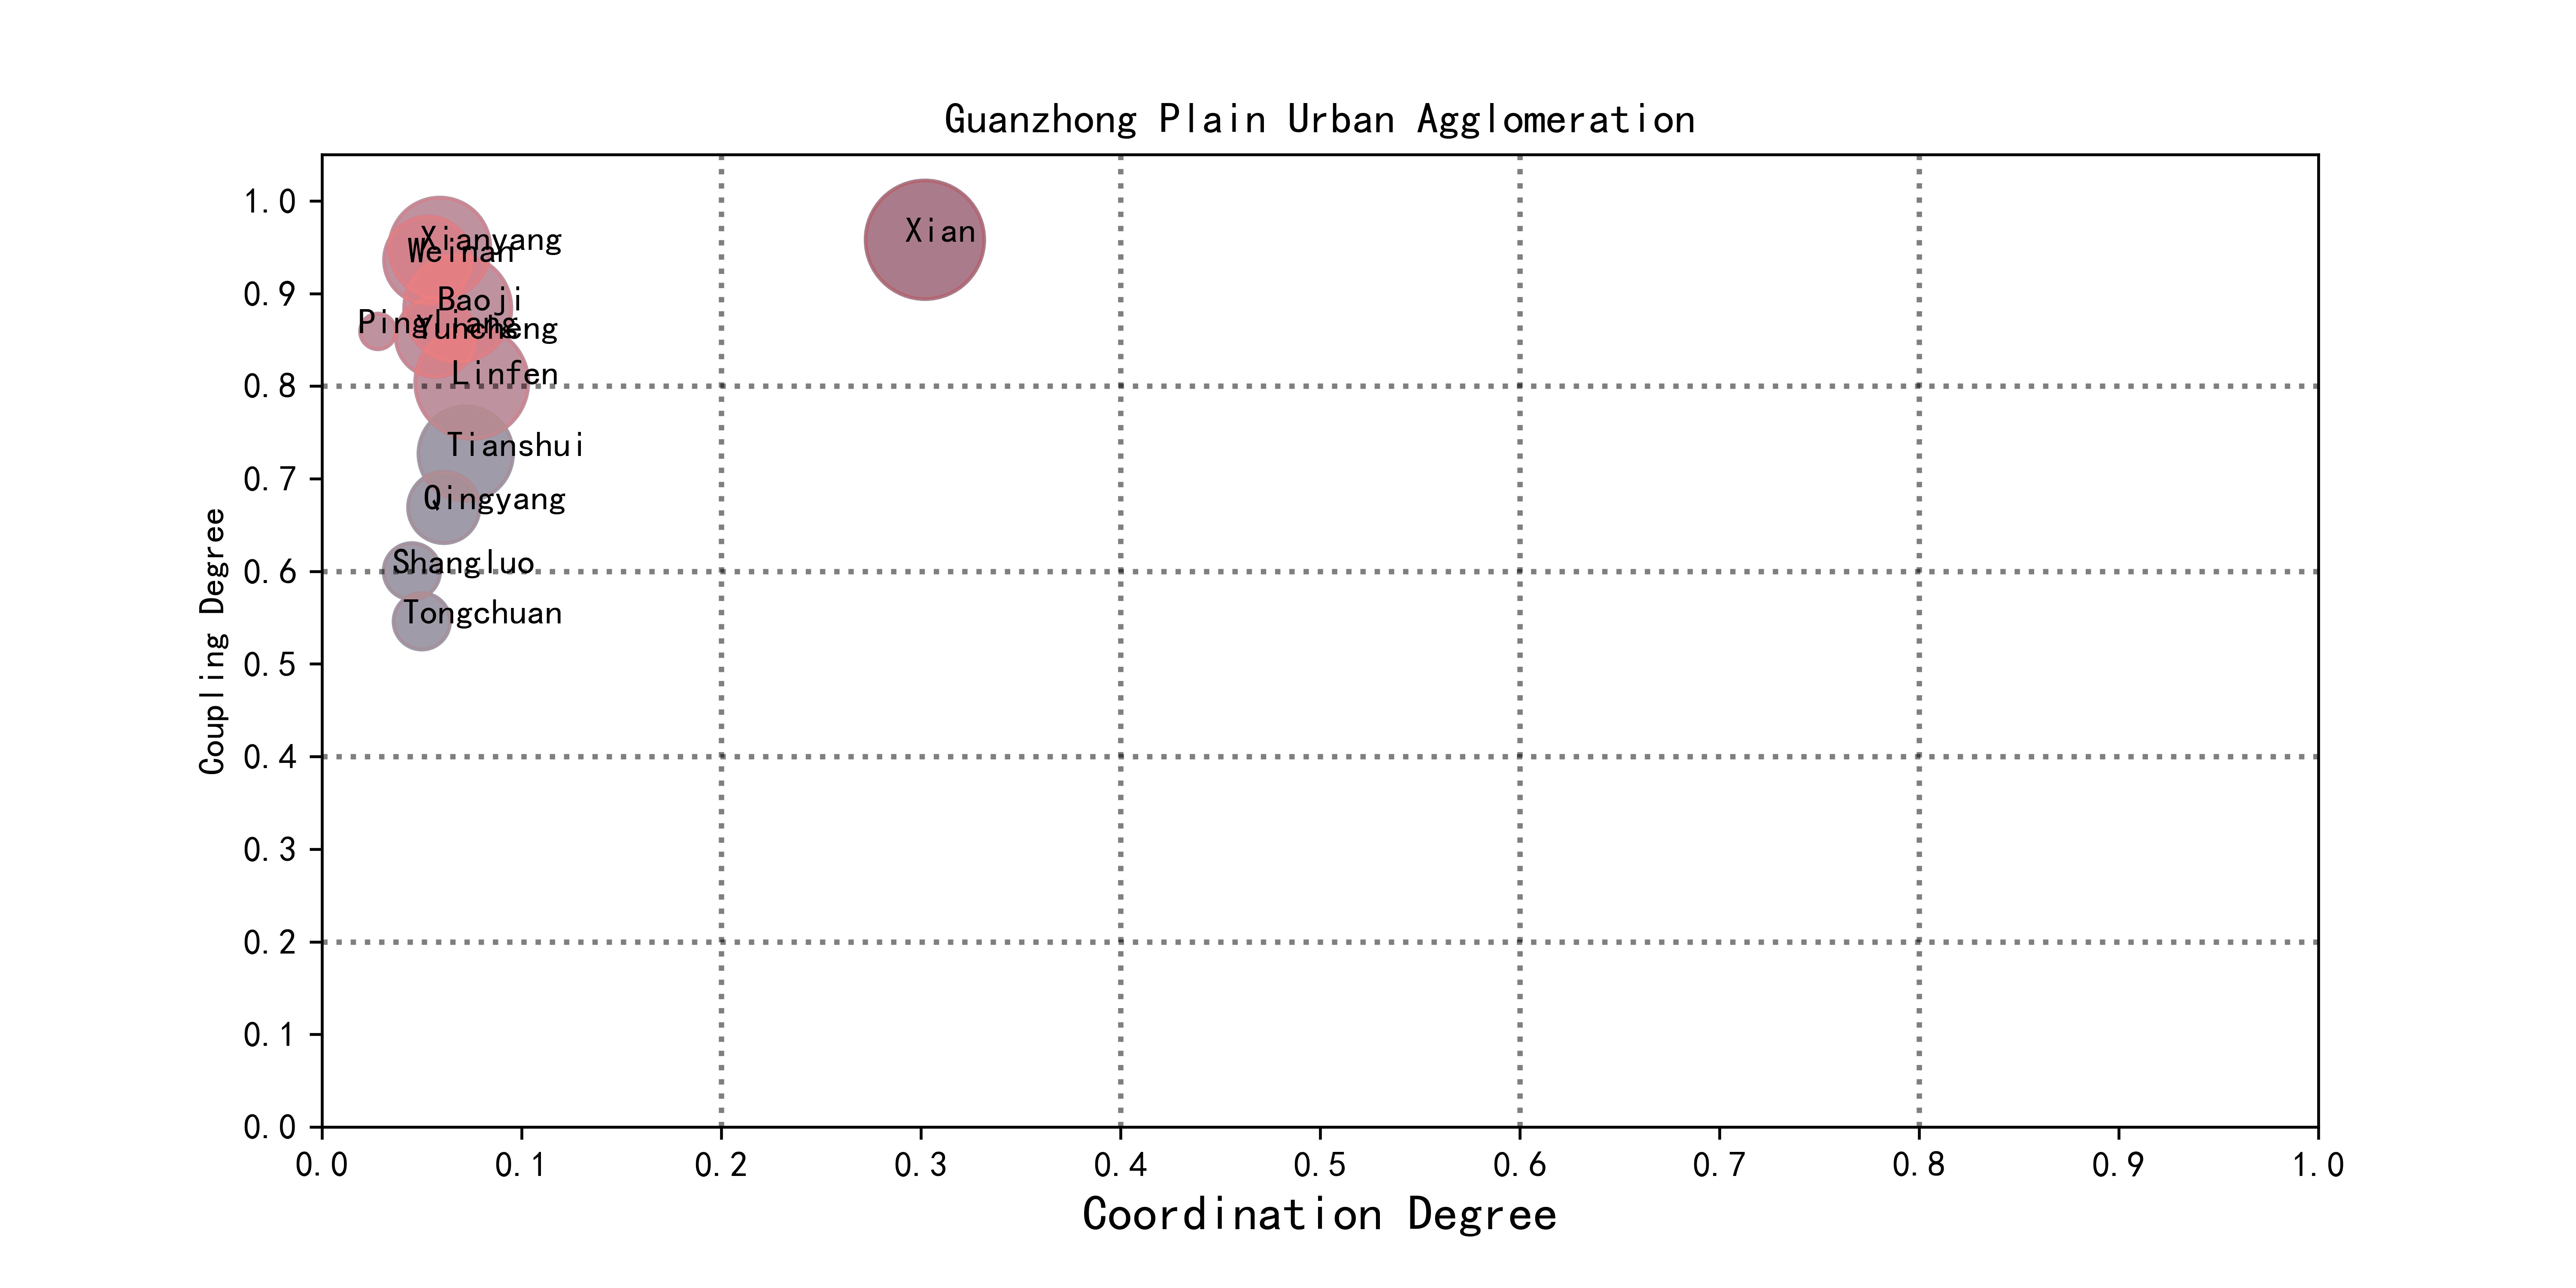 Guanzhong Plain Urban Agglomeration
Coupling Degree
1.0
0.9
0.8
0.7
0.6
0.5
0.4
0.3
0.2
0.1
0.0
Xian
Xianyang
Weinan
Baoji
Pingliang
Yuncheng
Linfen
Tianshui
Qingyang
Shangluo
Tongchuan
0.0 0.1 0.2 0.3 0.4 0.5 0.6 0.7 0.8 0.9 1.0
Coordination Degree